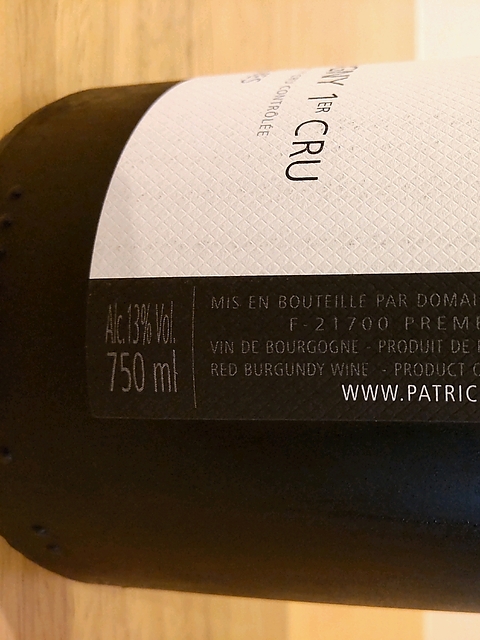 1ER CRU
CONTROLÉE
Alc.13% Vol.
750 ml
MIS EN BOUTEILLE PAR DOMAI
F-21700 PREME
VIN DE BOURGOGNE - PRODUIT DE
RED BURGUNDY WINE - PRODUCT
WWW.PATRIC